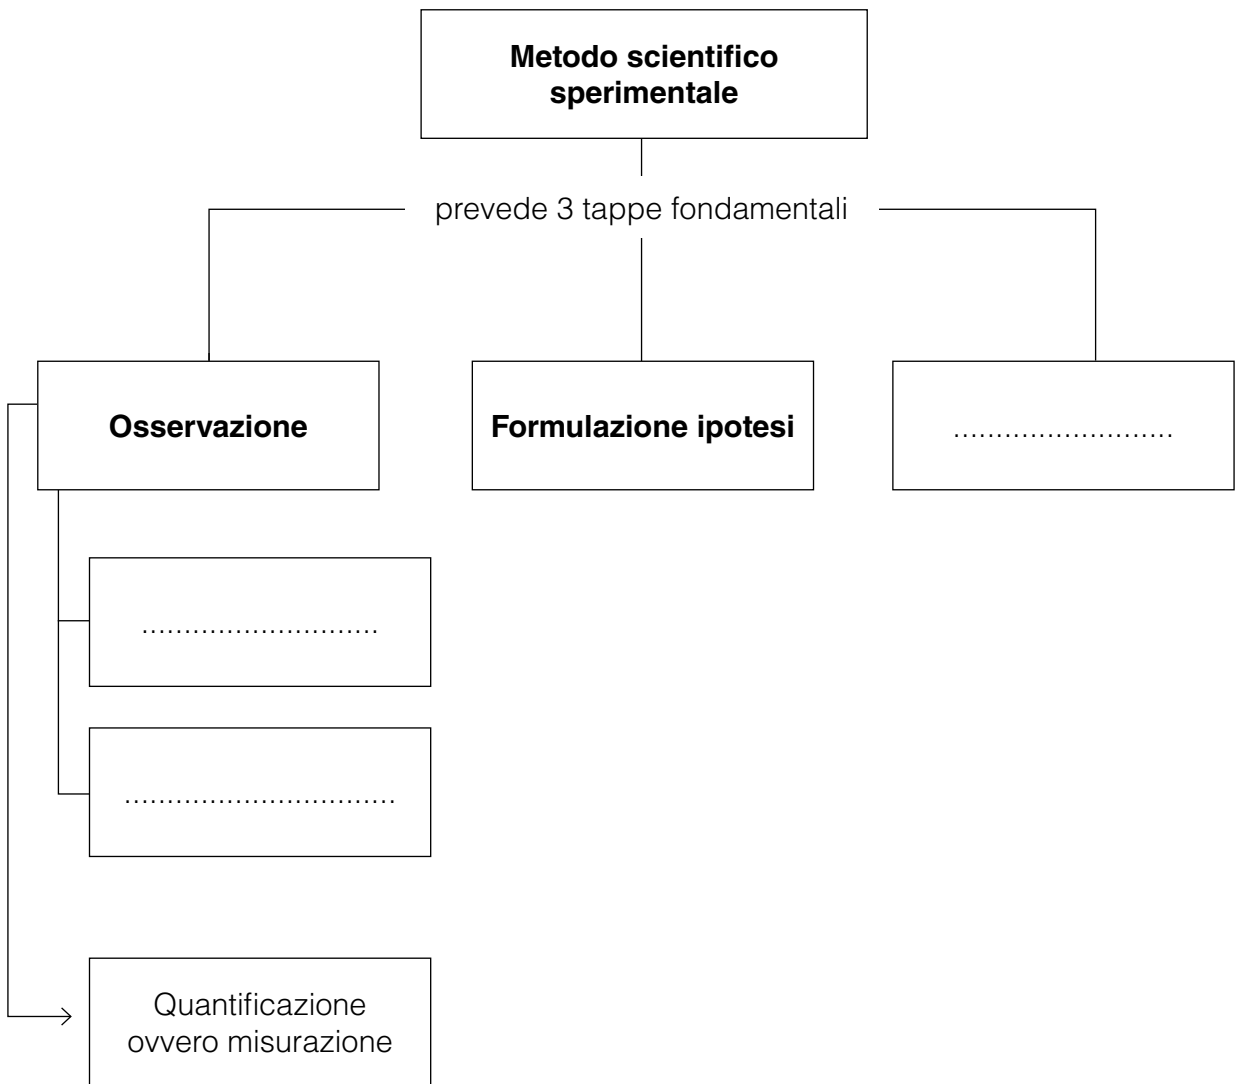 Metodo scientifico
sperimentale
prevede 3 tappe fondamentali
Osservazione
Formulazione ipotesi
..........................
............................
................................
Quantificazione
ovvero misurazione